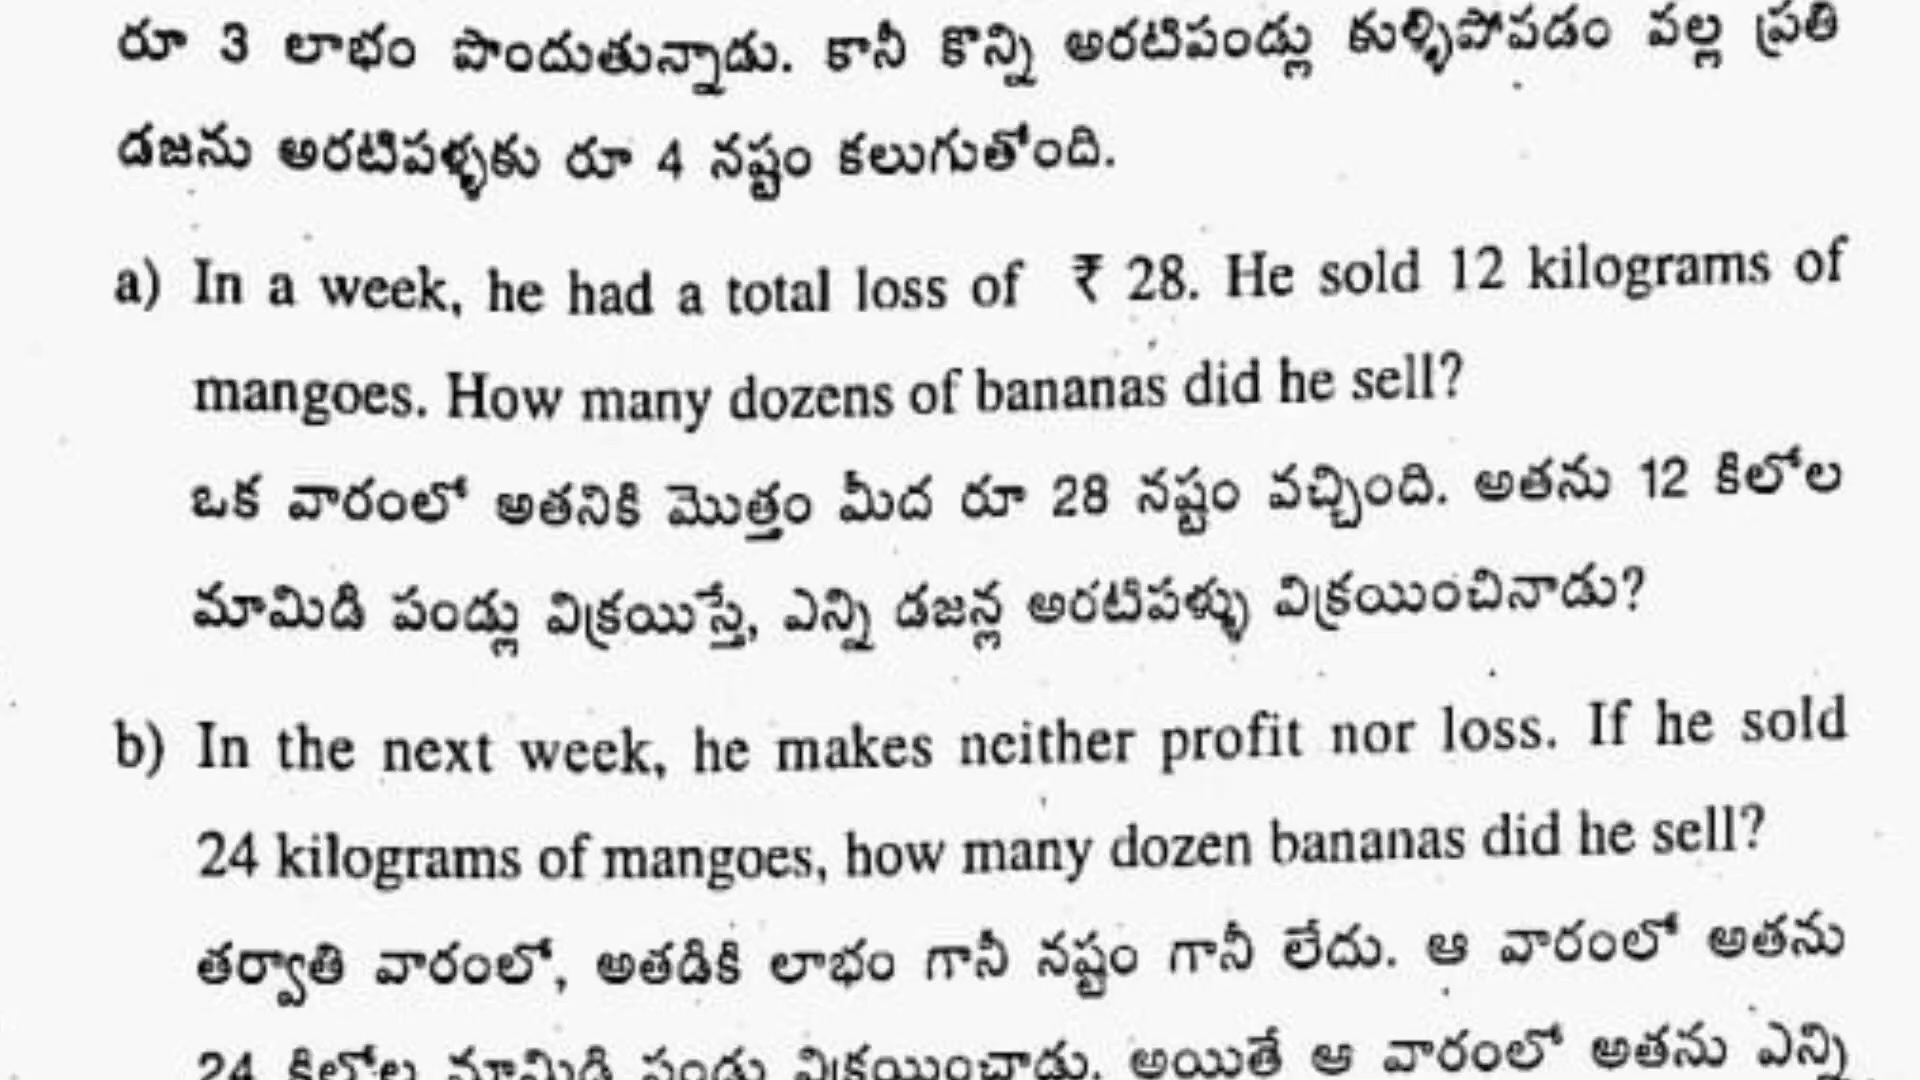 రూ 3 లాభం పొందుతున్నాడు. కానీ కొన్ని అరటిపండ్లు కుళ్ళిపోవడం వల్ల ప్రతి
డజను అరటిపళ్ళకు రూ 4 నష్టం కలుగుతోంది.
a) In a week, he had a total loss of ₹ 28. He sold 12 kilograms of
mangoes. How many dozens of bananas did he sell?
ఒక వారంలో అతనికి మొత్తం మీద రూ 28 నష్టం వచ్చింది. అతను 12 కిలోల
మామిడి పండ్లు విక్రయిస్తే, ఎన్ని డజన్ల అరటిపళ్ళు విక్రయించినాడు?
b) In the next week, he makes neither profit nor loss. If he sold
24 kilograms of mangoes, how many dozen bananas did he sell?
తర్వాతి వారంలో, అతడికి లాభం గానీ నష్టం గానీ లేదు. ఆ వారంలో అతను
24 కిలోల మామిడి పండ్లు విక్రయించాడు. అయితే ఆ వారంలో అతను ఎన్ని